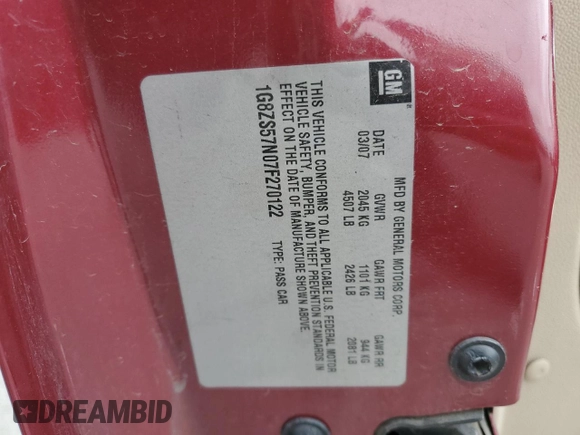 GM
MFD BY GENERAL MOTORS CORP.
DATE GVWR GAWR FRT GAWR RR
03/07 2045 KG 1101 KG 944 KG
4507 LB 2426 LB 2081 LB
THIS VEHICLE CONFORMS TO ALL APPLICABLE U.S. FEDERAL MOTOR
VEHICLE SAFETY, BUMPER, AND THEFT PREVENTION STANDARDS IN
EFFECT ON THE DATE OF MANUFACTURE SHOWN ABOVE.
1G8ZS57N07F270122 TYPE: PASS CAR
DREAMBID